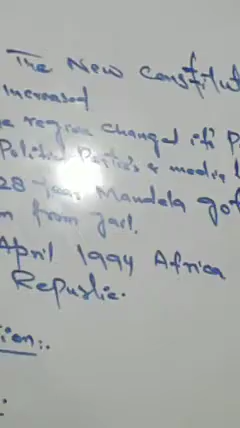 The New Constitut
Increased
e regime changed its P
Political Parties & media
28 year Mandela got
from jail.
April 1994 Africa
Republic.
ion:.
: